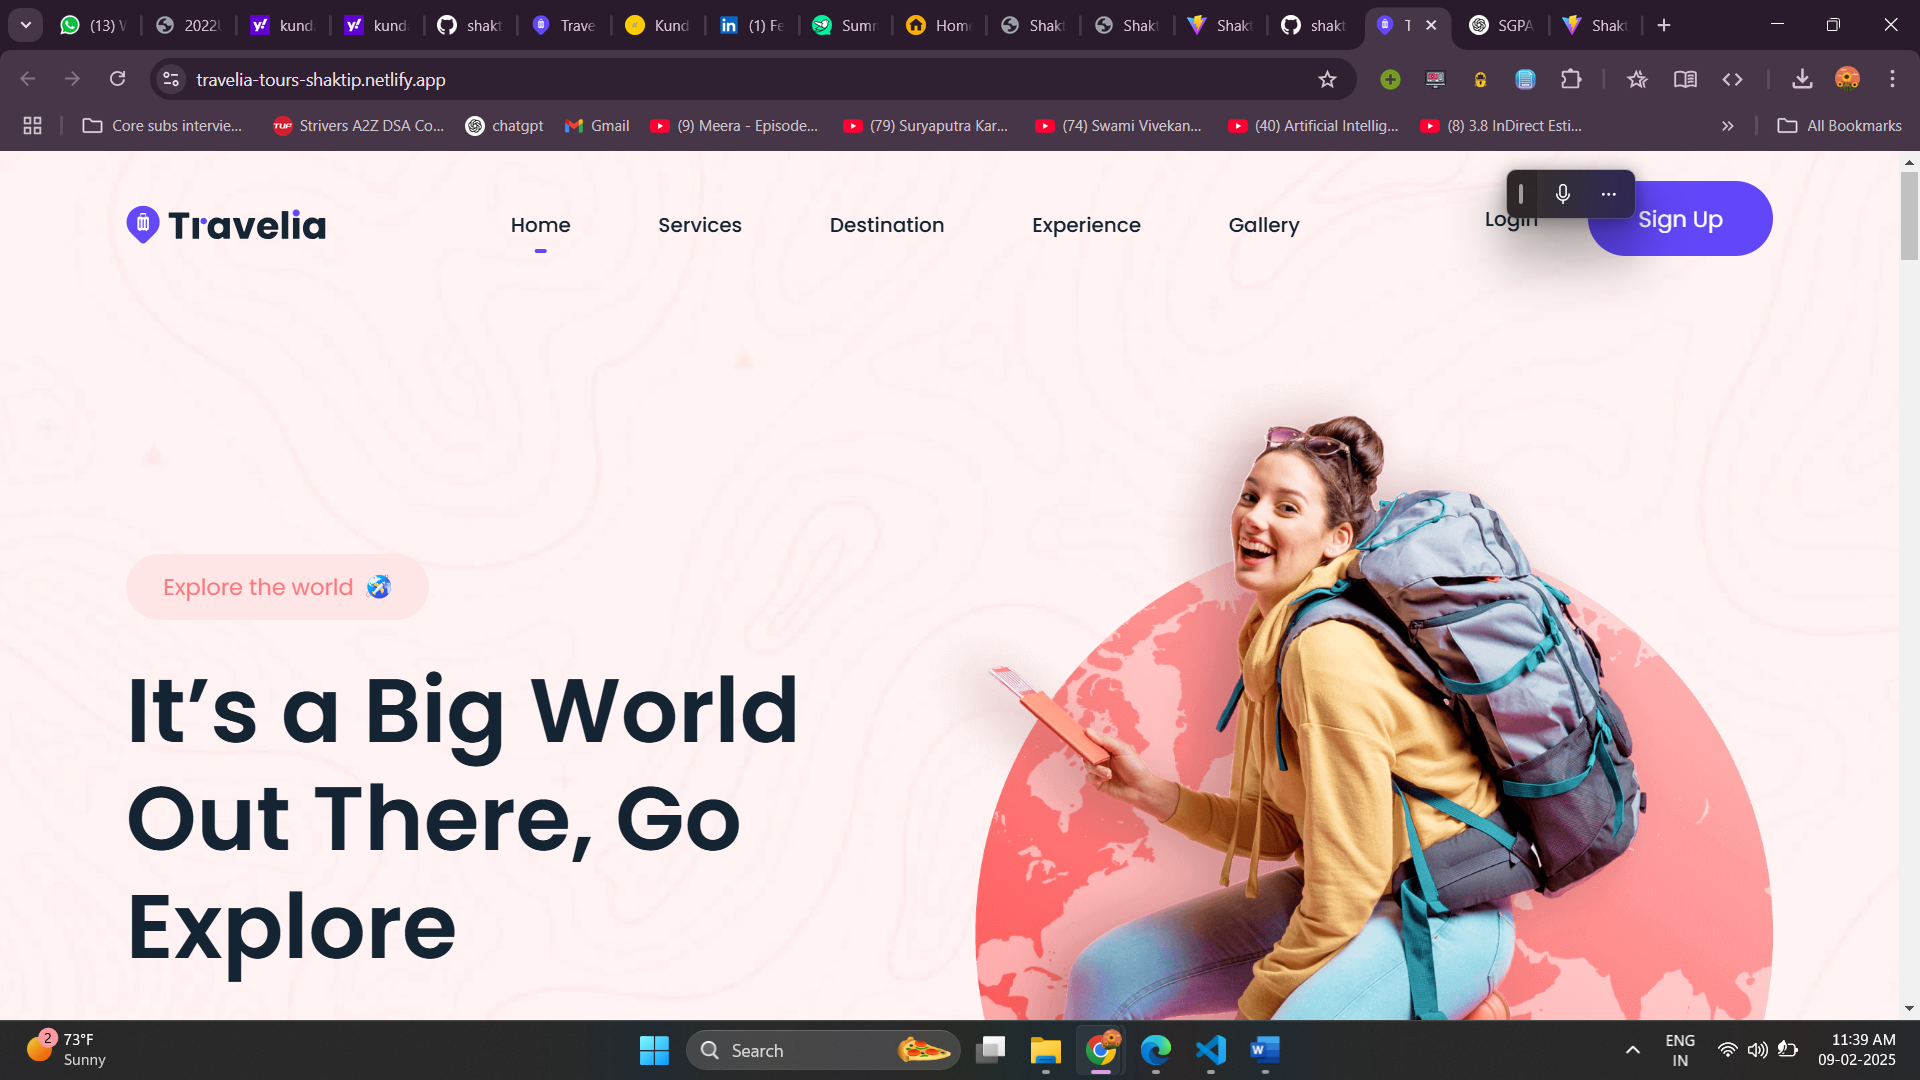 (13) W
2022U
kund
kund
shakt
Trave
Kund
(1) Fe
Sumr
Home
Shakt
Shakt
Shakt
shakt
T
SGPA
Shakt
travelia-tours-shaktip.netlify.app
Core subs intervie...
Strivers A2Z DSA Co...
chatgpt
Gmail
(9) Meera - Episode...
(79) Suryaputra Kar...
(74) Swami Vivekan...
(40) Artificial Intellig...
(8) 3.8 InDirect Esti...
All Bookmarks
Travelia
Home
Services
Destination
Experience
Gallery
Login
Sign Up
Explore the world
It’s a Big World
Out There, Go
Explore
2
73°F
Sunny
Search
ENG
IN
11:39 AM
09-02-2025